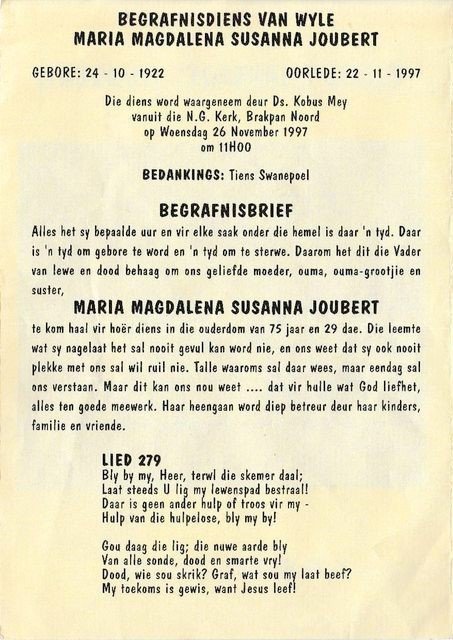 BEGRAFNISDIENS VAN WYLE
MARIA MAGDALENA SUSANNA JOUBERT
GEBORE: 24 - 10 - 1922 OORLEDE: 22 - 11 - 1997
Die diens word waargeneem deur Ds. Kobus Mey
vanuit die N.G. Kerk, Brakpan Noord
op Woensdag 26 November 1997
om 11H00
BEDANKINGS: Tiens Swanepoel
BEGRAFNISBRIEF
Alles het sy bepaalde uur en vir elke saak onder die hemel is daar 'n tyd. Daar
is 'n tyd om gebore te word en 'n tyd om te sterwe. Daarom het dit die Vader
van lewe en dood behaag om ons geliefde moeder, ouma, ouma-grootjie en
suster,
MARIA MAGDALENA SUSANNA JOUBERT
te kom haal vir hoër diens in die ouderdom van 75 jaar en 29 dae. Die leemte
wat sy nagelaat het sal nooit gevul kan word nie, en ons weet dat sy ook nooit
plekke met ons sal wil ruil nie. Talle waaroms sal daar wees, maar eendag sal
ons verstaan. Maar dit kan ons nou weet .... dat vir hulle wat God liefhet,
alles ten goede meewerk. Haar heengaan word diep betreur deur haar kinders,
familie en vriende.
LIED 279
Bly by my, Heer, terwl die skemer daal;
Laat steeds U lig my lewenspad bestraal!
Daar is geen ander hulp of troos vir my -
Hulp van die hulpelose, bly my by!
Gou daag die lig; die nuwe aarde bly
Van alle sonde, dood en smarte vry!
Dood, wie sou skrik? Graf, wat sou my laat beef?
My toekoms is gewis, want Jesus leef!